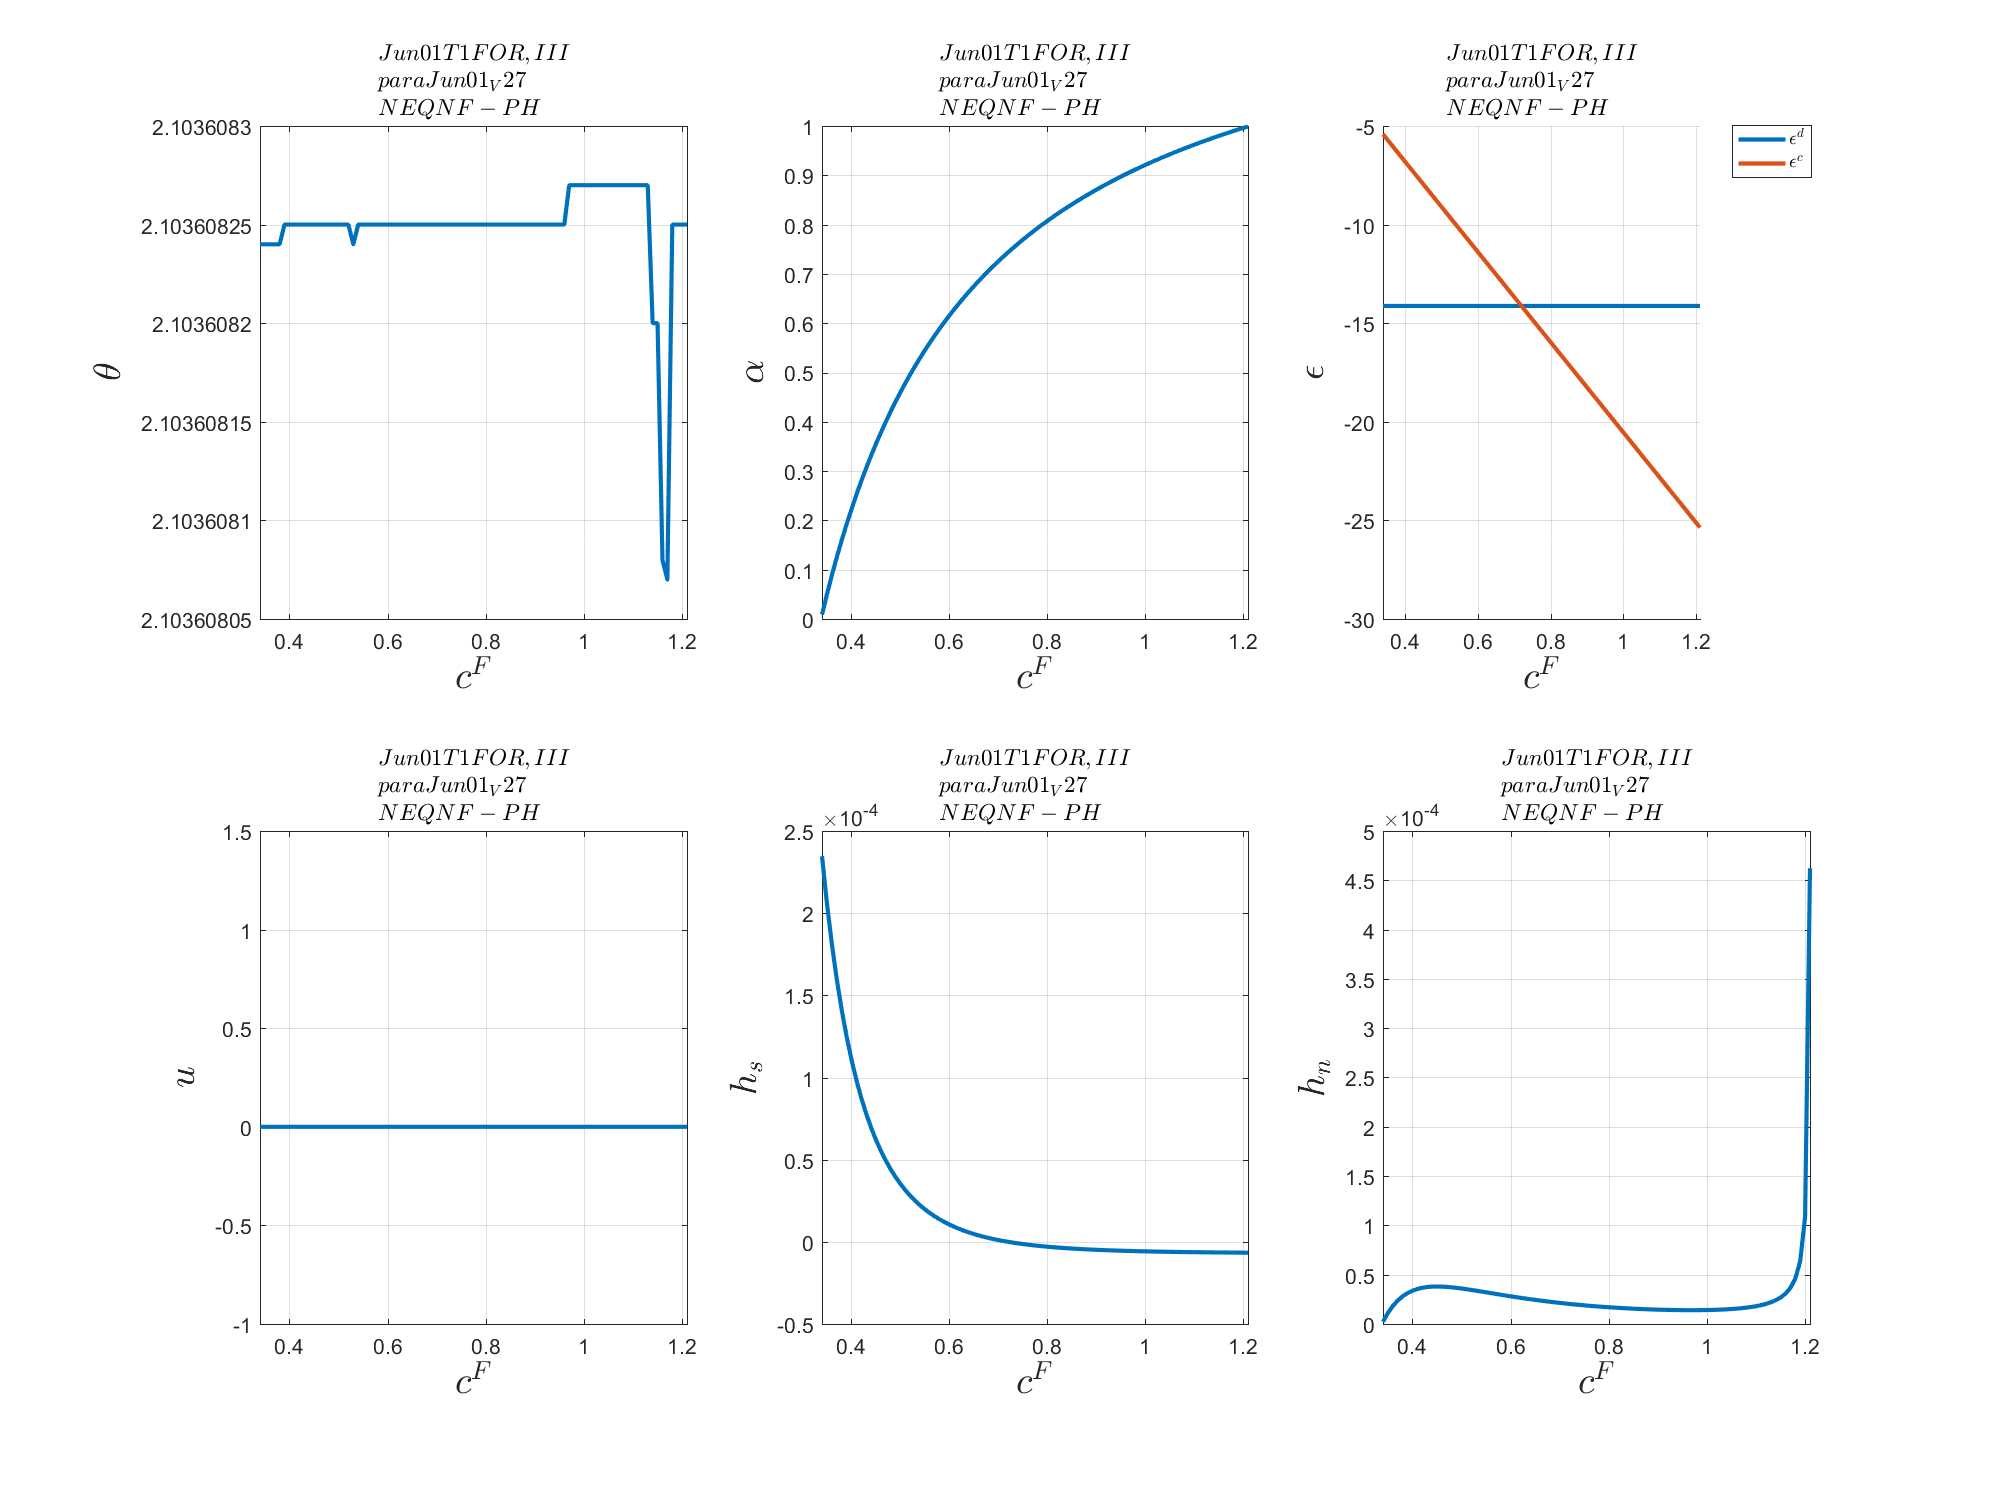 Jun01T1FOR, III
paraJun01_V27
NEQNF − PH
2.1036083
2.10360825
2.1036082
2.10360815
2.1036081
2.10360805
θ
0.4 0.6 0.8 1 1.2
c^F
Jun01T1FOR, III
paraJun01_V27
NEQNF − PH
1
0.9
0.8
0.7
0.6
0.5
0.4
0.3
0.2
0.1
0
α
0.4 0.6 0.8 1 1.2
c^F
Jun01T1FOR, III
paraJun01_V27
NEQNF − PH
-5
-10
-15
-20
-25
-30
ϵ
0.4 0.6 0.8 1 1.2
c^F
ϵ^d
ϵ^c
Jun01T1FOR, III
paraJun01_V27
NEQNF − PH
1.5
1
0.5
0
-0.5
-1
u
0.4 0.6 0.8 1 1.2
c^F
Jun01T1FOR, III
paraJun01_V27
NEQNF − PH
×10^-4
2.5
2
1.5
1
0.5
0
-0.5
h_s
0.4 0.6 0.8 1 1.2
c^F
Jun01T1FOR, III
paraJun01_V27
NEQNF − PH
×10^-4
5
4.5
4
3.5
3
2.5
2
1.5
1
0.5
0
h_n
0.4 0.6 0.8 1 1.2
c^F